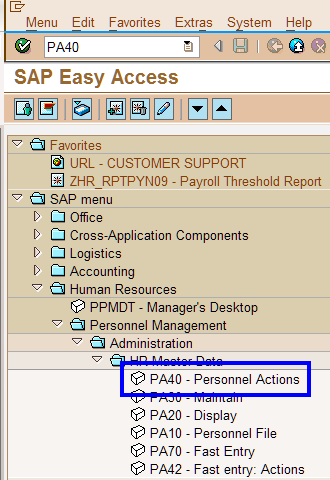 Menu Edit Favorites Extras System Help
PA40
SAP Easy Access
Favorites
URL - CUSTOMER SUPPORT
ZHR_RPTPYN09 - Payroll Threshold Report
SAP menu
Office
Cross-Application Components
Logistics
Accounting
Human Resources
PPMDT - Manager's Desktop
Personnel Management
Administration
HR Master Data
PA40 - Personnel Actions
PA30 - Maintain
PA20 - Display
PA10 - Personnel File
PA70 - Fast Entry
PA42 - Fast entry: Actions